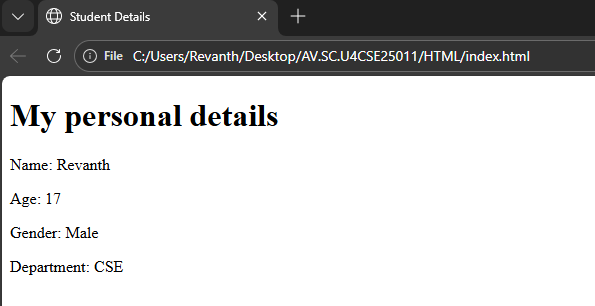 Student Details
File C:/Users/Revanth/Desktop/AV.SC.U4CSE25011/HTML/index.html
My personal details
Name: Revanth
Age: 17
Gender: Male
Department: CSE